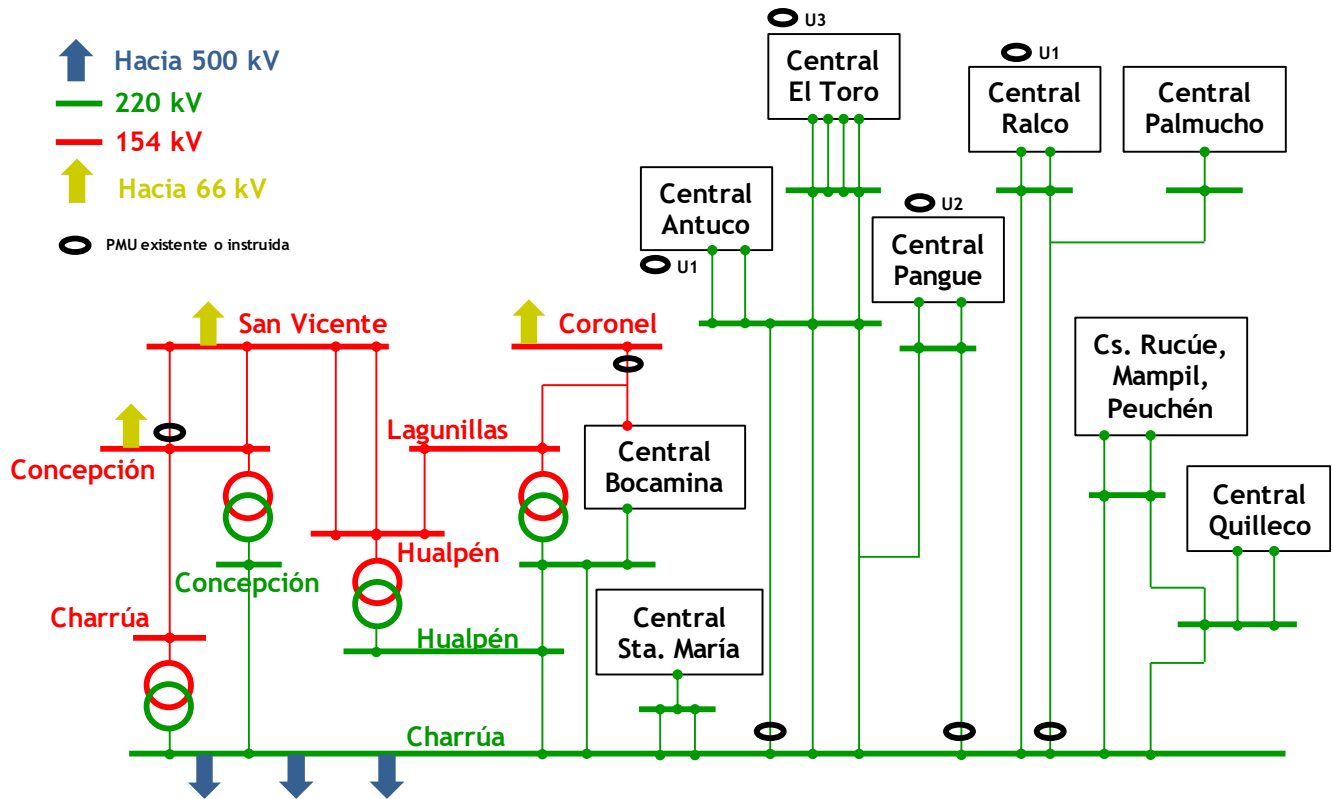 Hacia 500 kV
220 kV
154 kV
Hacia 66 kV
PMU existente o instruida
U3
Central
El Toro
U1
Central
Ralco
Central
Palmucho
Central
Antuco
U1
U2
Central
Pangue
San Vicente
Coronel
Cs. Rucúe,
Mampil,
Peuchén
Lagunillas
Concepción
Central
Bocamina
Central
Quilleco
Hualpén
Concepción
Charrúa
Central
Sta. María
Hualpén
Charrúa